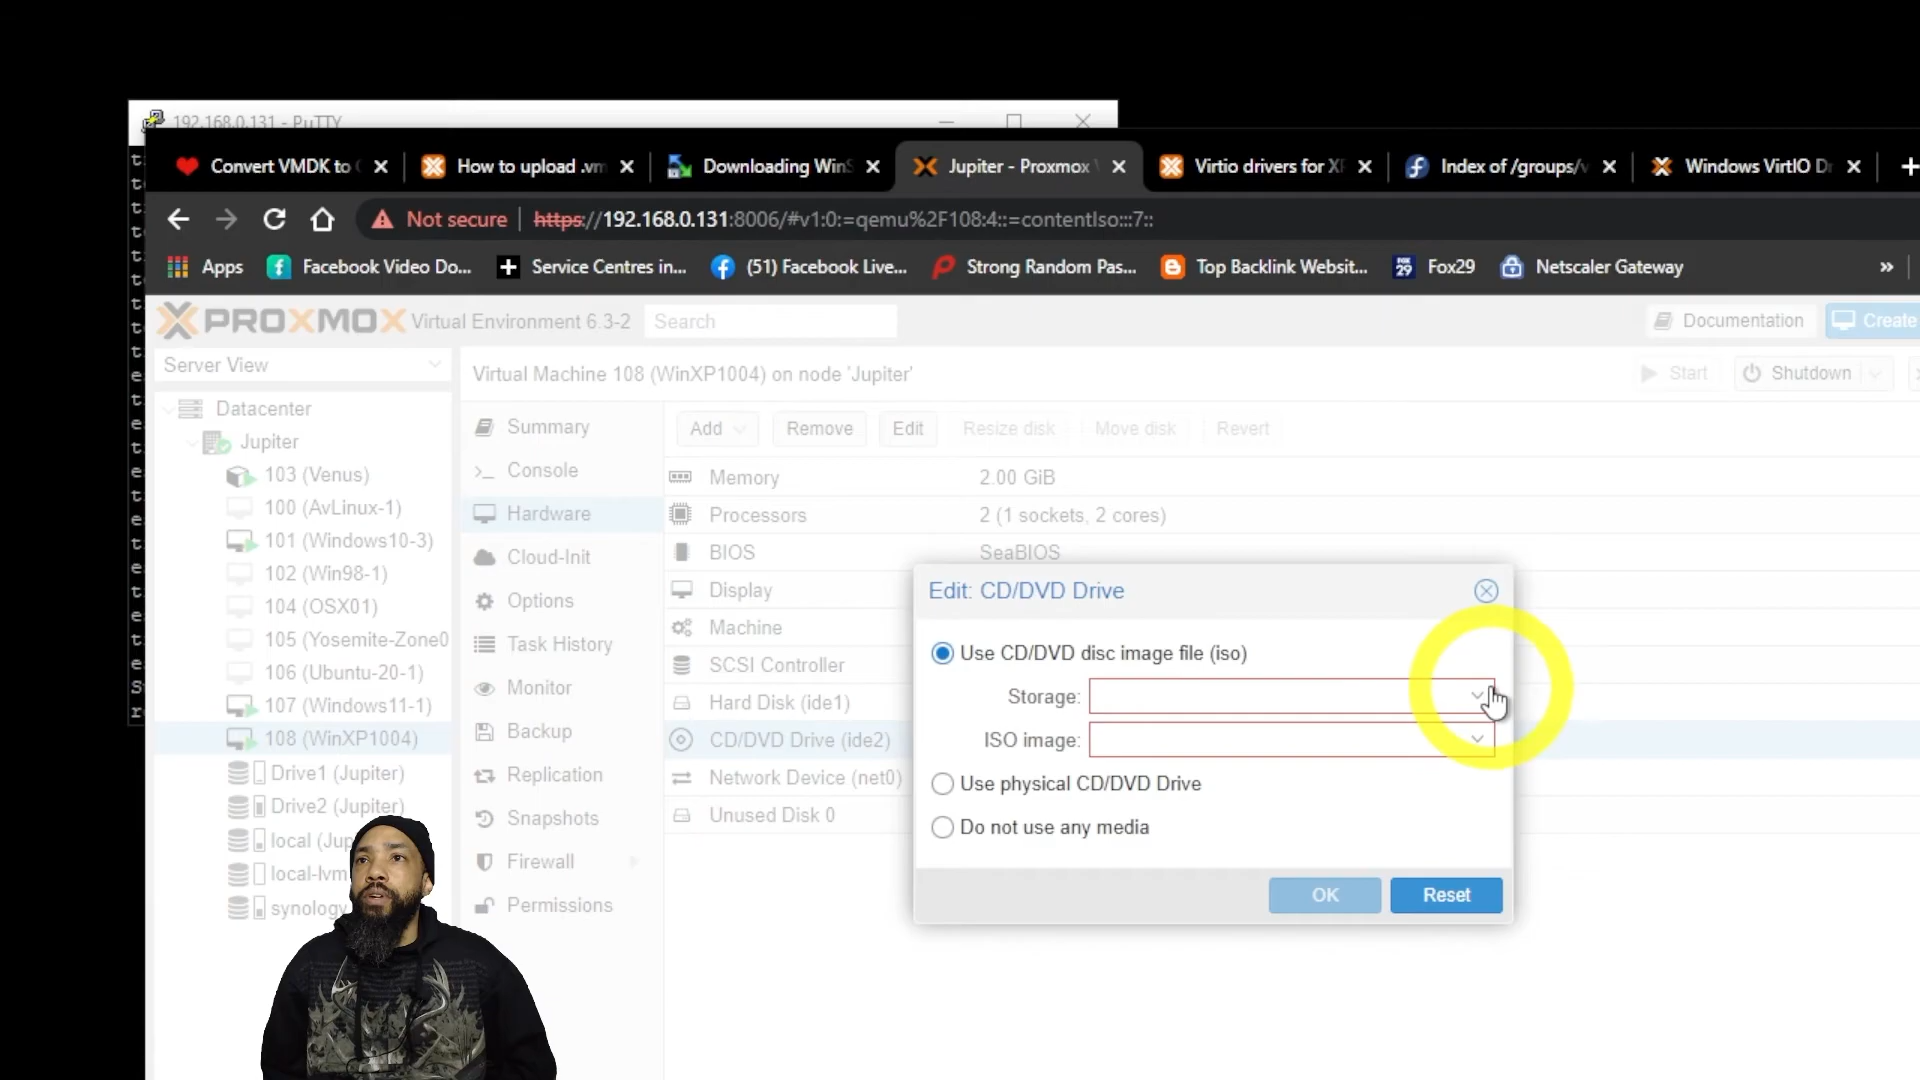 192.168.0.131 - PuTTY
Convert VMDK to
How to upload .vm
Downloading WinS
Jupiter - Proxmox
Virtio drivers for XP
Index of /groups/v
Windows VirtIO Dr
Not secure
https://192.168.0.131:8006/#v1:0:=qemu%2F108:4::=contentIso:::7::
Apps
Facebook Video Do...
Service Centres in...
(51) Facebook Live...
Strong Random Pas...
Top Backlink Websit...
FOX 29
Fox29
Netscaler Gateway
»
PROXMOX Virtual Environment 6.3-2
Search
Documentation
Create
Server View
Virtual Machine 108 (WinXP1004) on node 'Jupiter'
Start
Shutdown
Datacenter
Jupiter
103 (Venus)
100 (AvLinux-1)
101 (Windows10-3)
102 (Win98-1)
104 (OSX01)
105 (Yosemite-Zone0
106 (Ubuntu-20-1)
107 (Windows11-1)
108 (WinXP1004)
Drive1 (Jupiter)
Drive2 (Jupiter)
local (Jup
local-lvm
synology
Summary
Console
Hardware
Cloud-Init
Options
Task History
Monitor
Backup
Replication
Snapshots
Firewall
Permissions
Add
Remove
Edit
Resize disk
Move disk
Revert
Memory 2.00 GiB
Processors 2 (1 sockets, 2 cores)
BIOS SeaBIOS
Display
Machine
SCSI Controller
Hard Disk (ide1)
CD/DVD Drive (ide2)
Network Device (net0)
Unused Disk 0
Edit: CD/DVD Drive
Use CD/DVD disc image file (iso)
Storage:
ISO image:
Use physical CD/DVD Drive
Do not use any media
OK
Reset